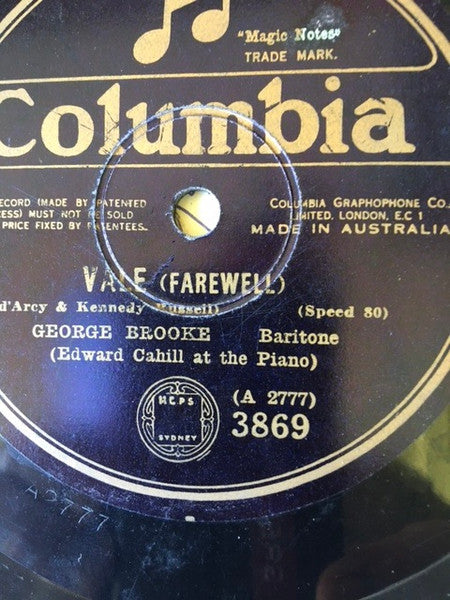 "Magic Notes"
TRADE MARK.
Columbia
RECORD (MADE BY PATENTED
CESS) MUST NOT BE SOLD
PRICE FIXED BY PATENTEES.
COLUMBIA GRAPHOPHONE CO.,
LIMITED. LONDON, E.C 1
MADE IN AUSTRALIA
VALE (FAREWELL)
d'Arcy & Kennedy Russell) (Speed 80)
GEORGE BROOKE Baritone
(Edward Cahill at the Piano)
M.C.P.S
SYDNEY
(A 2777)
3869
A2777